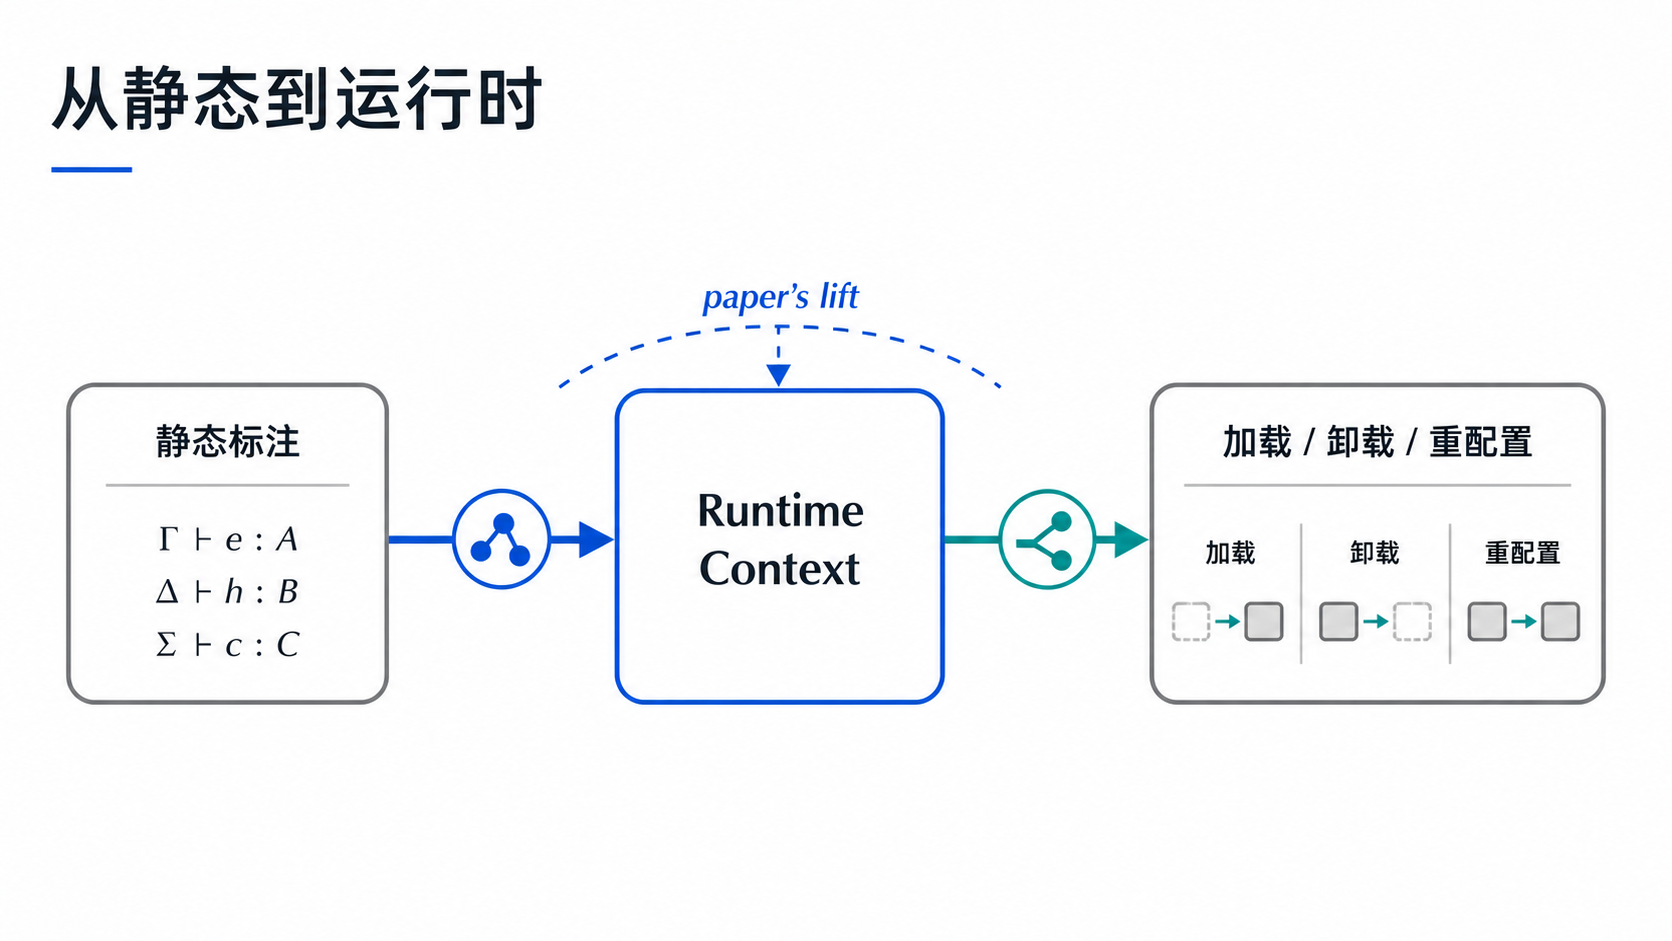 从静态到运行时
paper's lift
静态标注
Γ ⊢ e : A
Δ ⊢ h : B
Σ ⊢ c : C
Runtime
Context
加载 / 卸载 / 重配置
加载
卸载
重配置